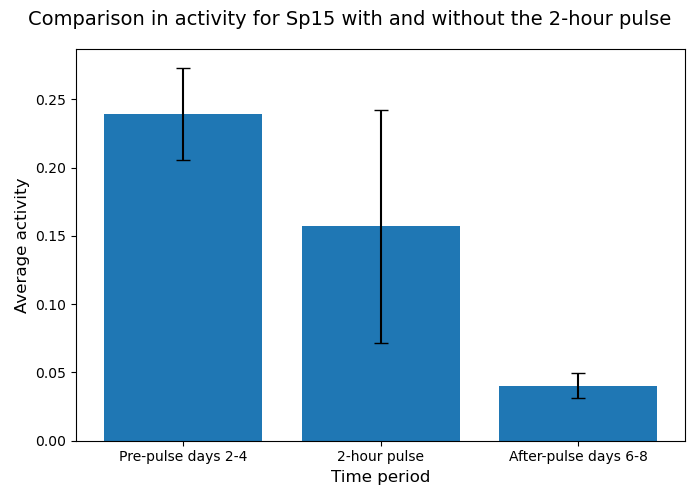 Comparison in activity for Sp15 with and without the 2-hour pulse
Average activity
0.25
0.20
0.15
0.10
0.05
0.00
Pre-pulse days 2-4
2-hour pulse
After-pulse days 6-8
Time period